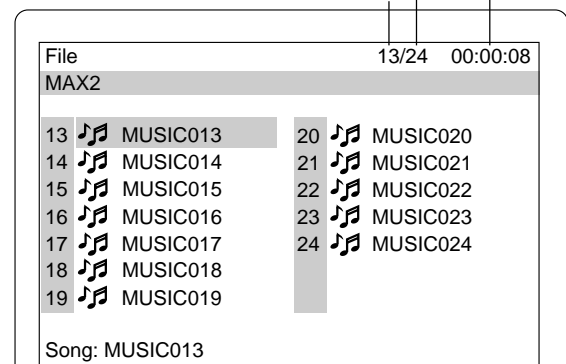 File 13/24 00:00:08
MAX2
13 MUSIC013
14 MUSIC014
15 MUSIC015
16 MUSIC016
17 MUSIC017
18 MUSIC018
19 MUSIC019
20 MUSIC020
21 MUSIC021
22 MUSIC022
23 MUSIC023
24 MUSIC024
Song: MUSIC013